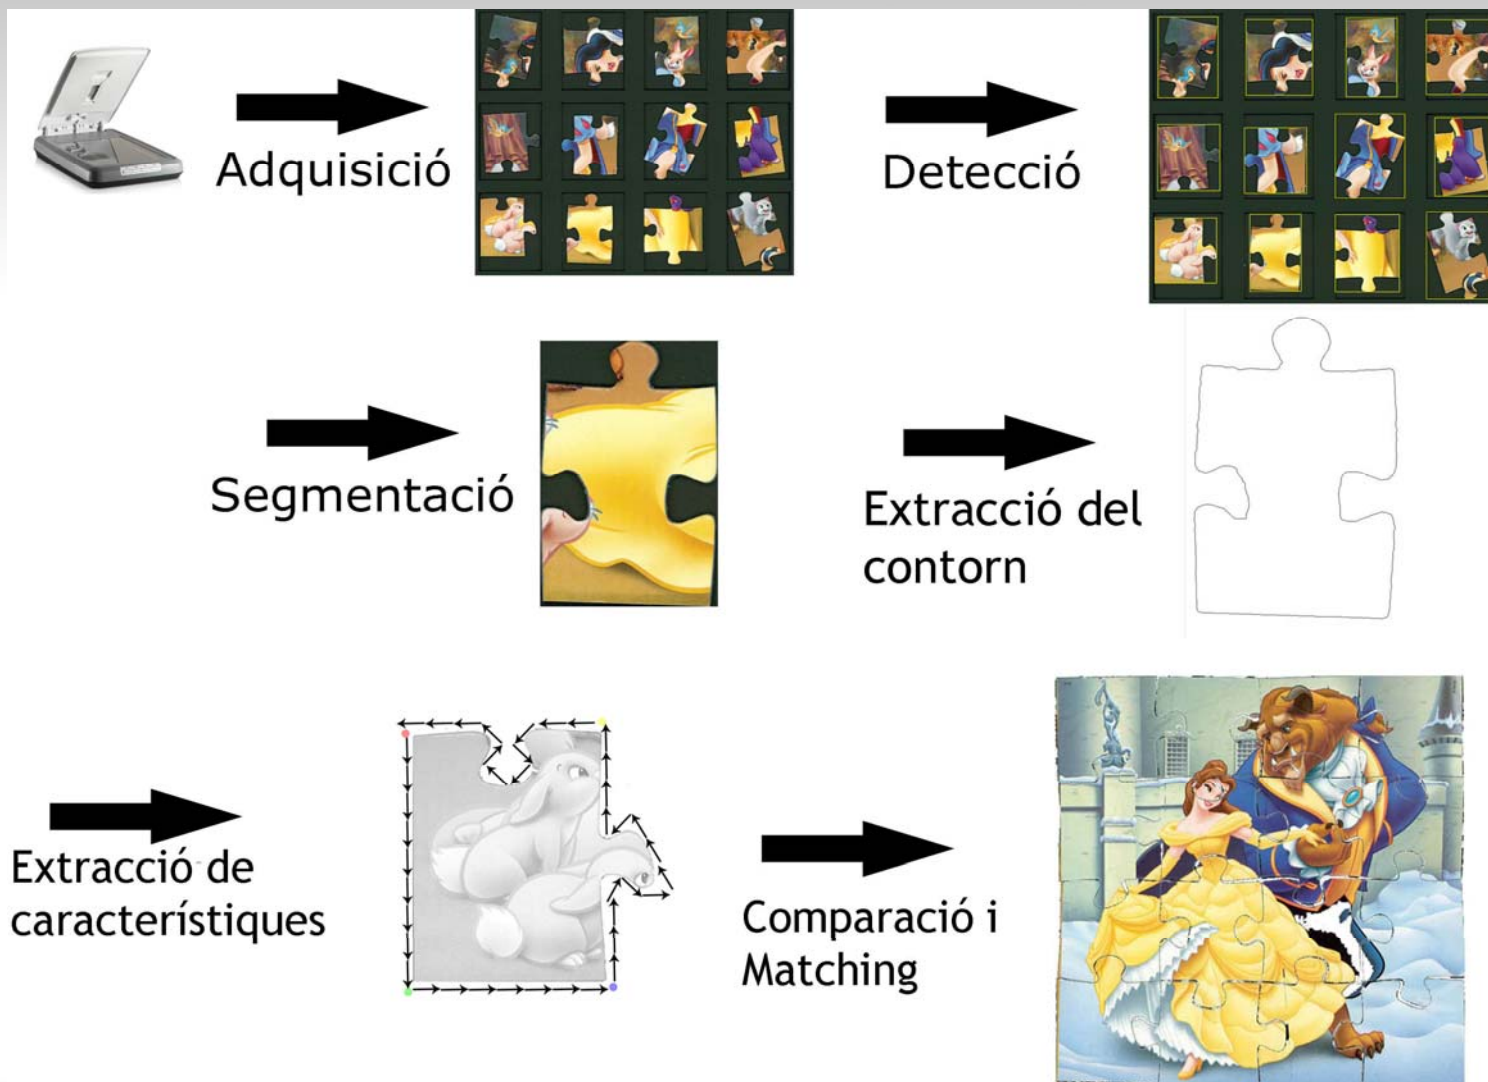 Adquisició
Detecció
Segmentació
Extracció del
contorn
Extracció de
característiques
Comparació i
Matching